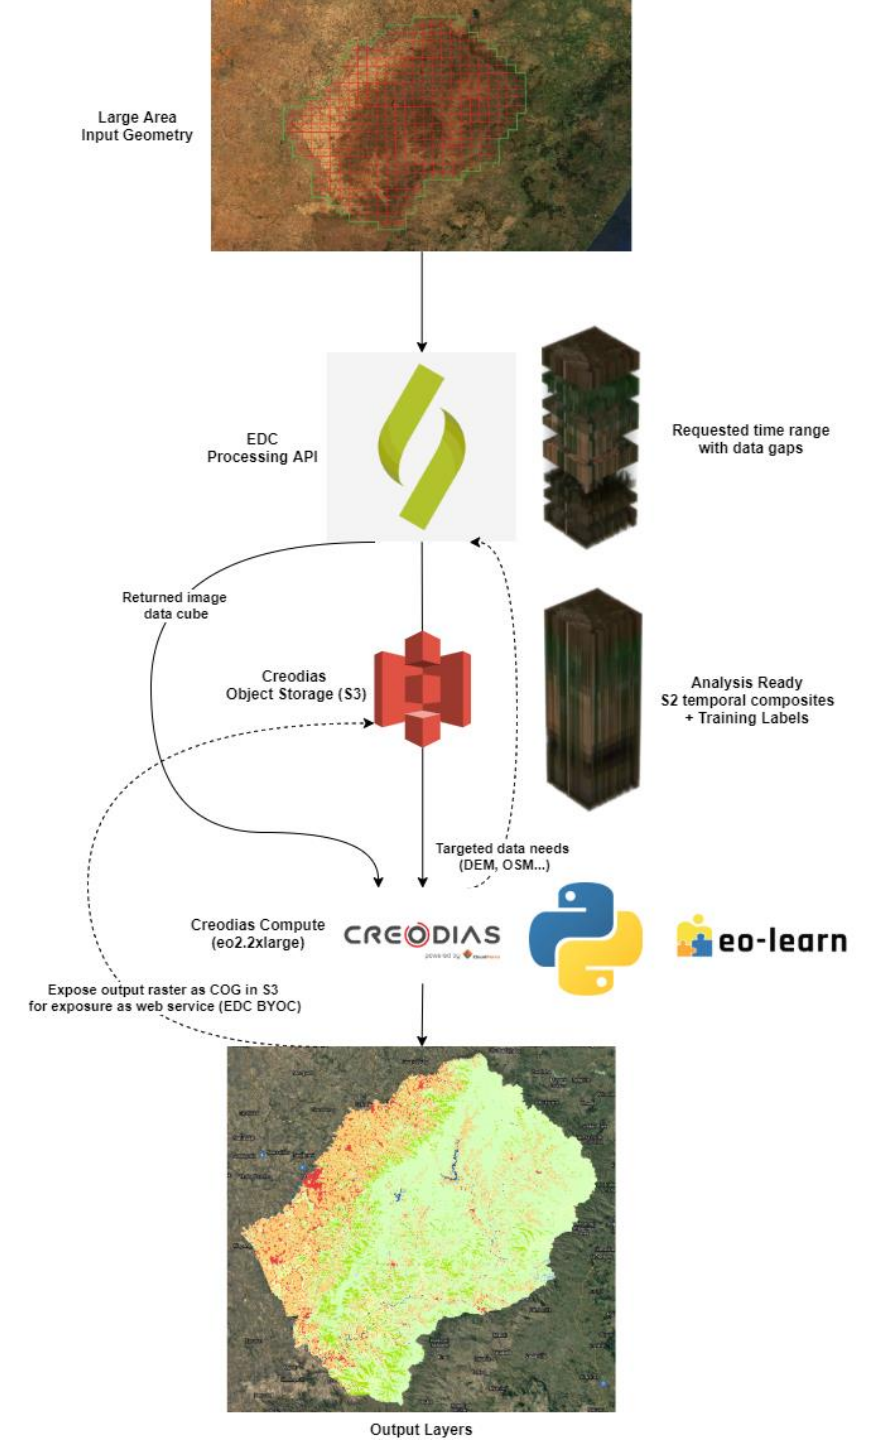 Large Area
Input Geometry
EDC
Processing API
Requested time range
with data gaps
Returned image
data cube
Creodias
Object Storage (S3)
Analysis Ready
S2 temporal composites
+ Training Labels
Targeted data needs
(DEM, OSM...)
Creodias Compute
(eo2.2xlarge)
CREODIAS
powered by
eo-learn
Expose output raster as COG in S3
for exposure as web service (EDC BYOC)
Output Layers